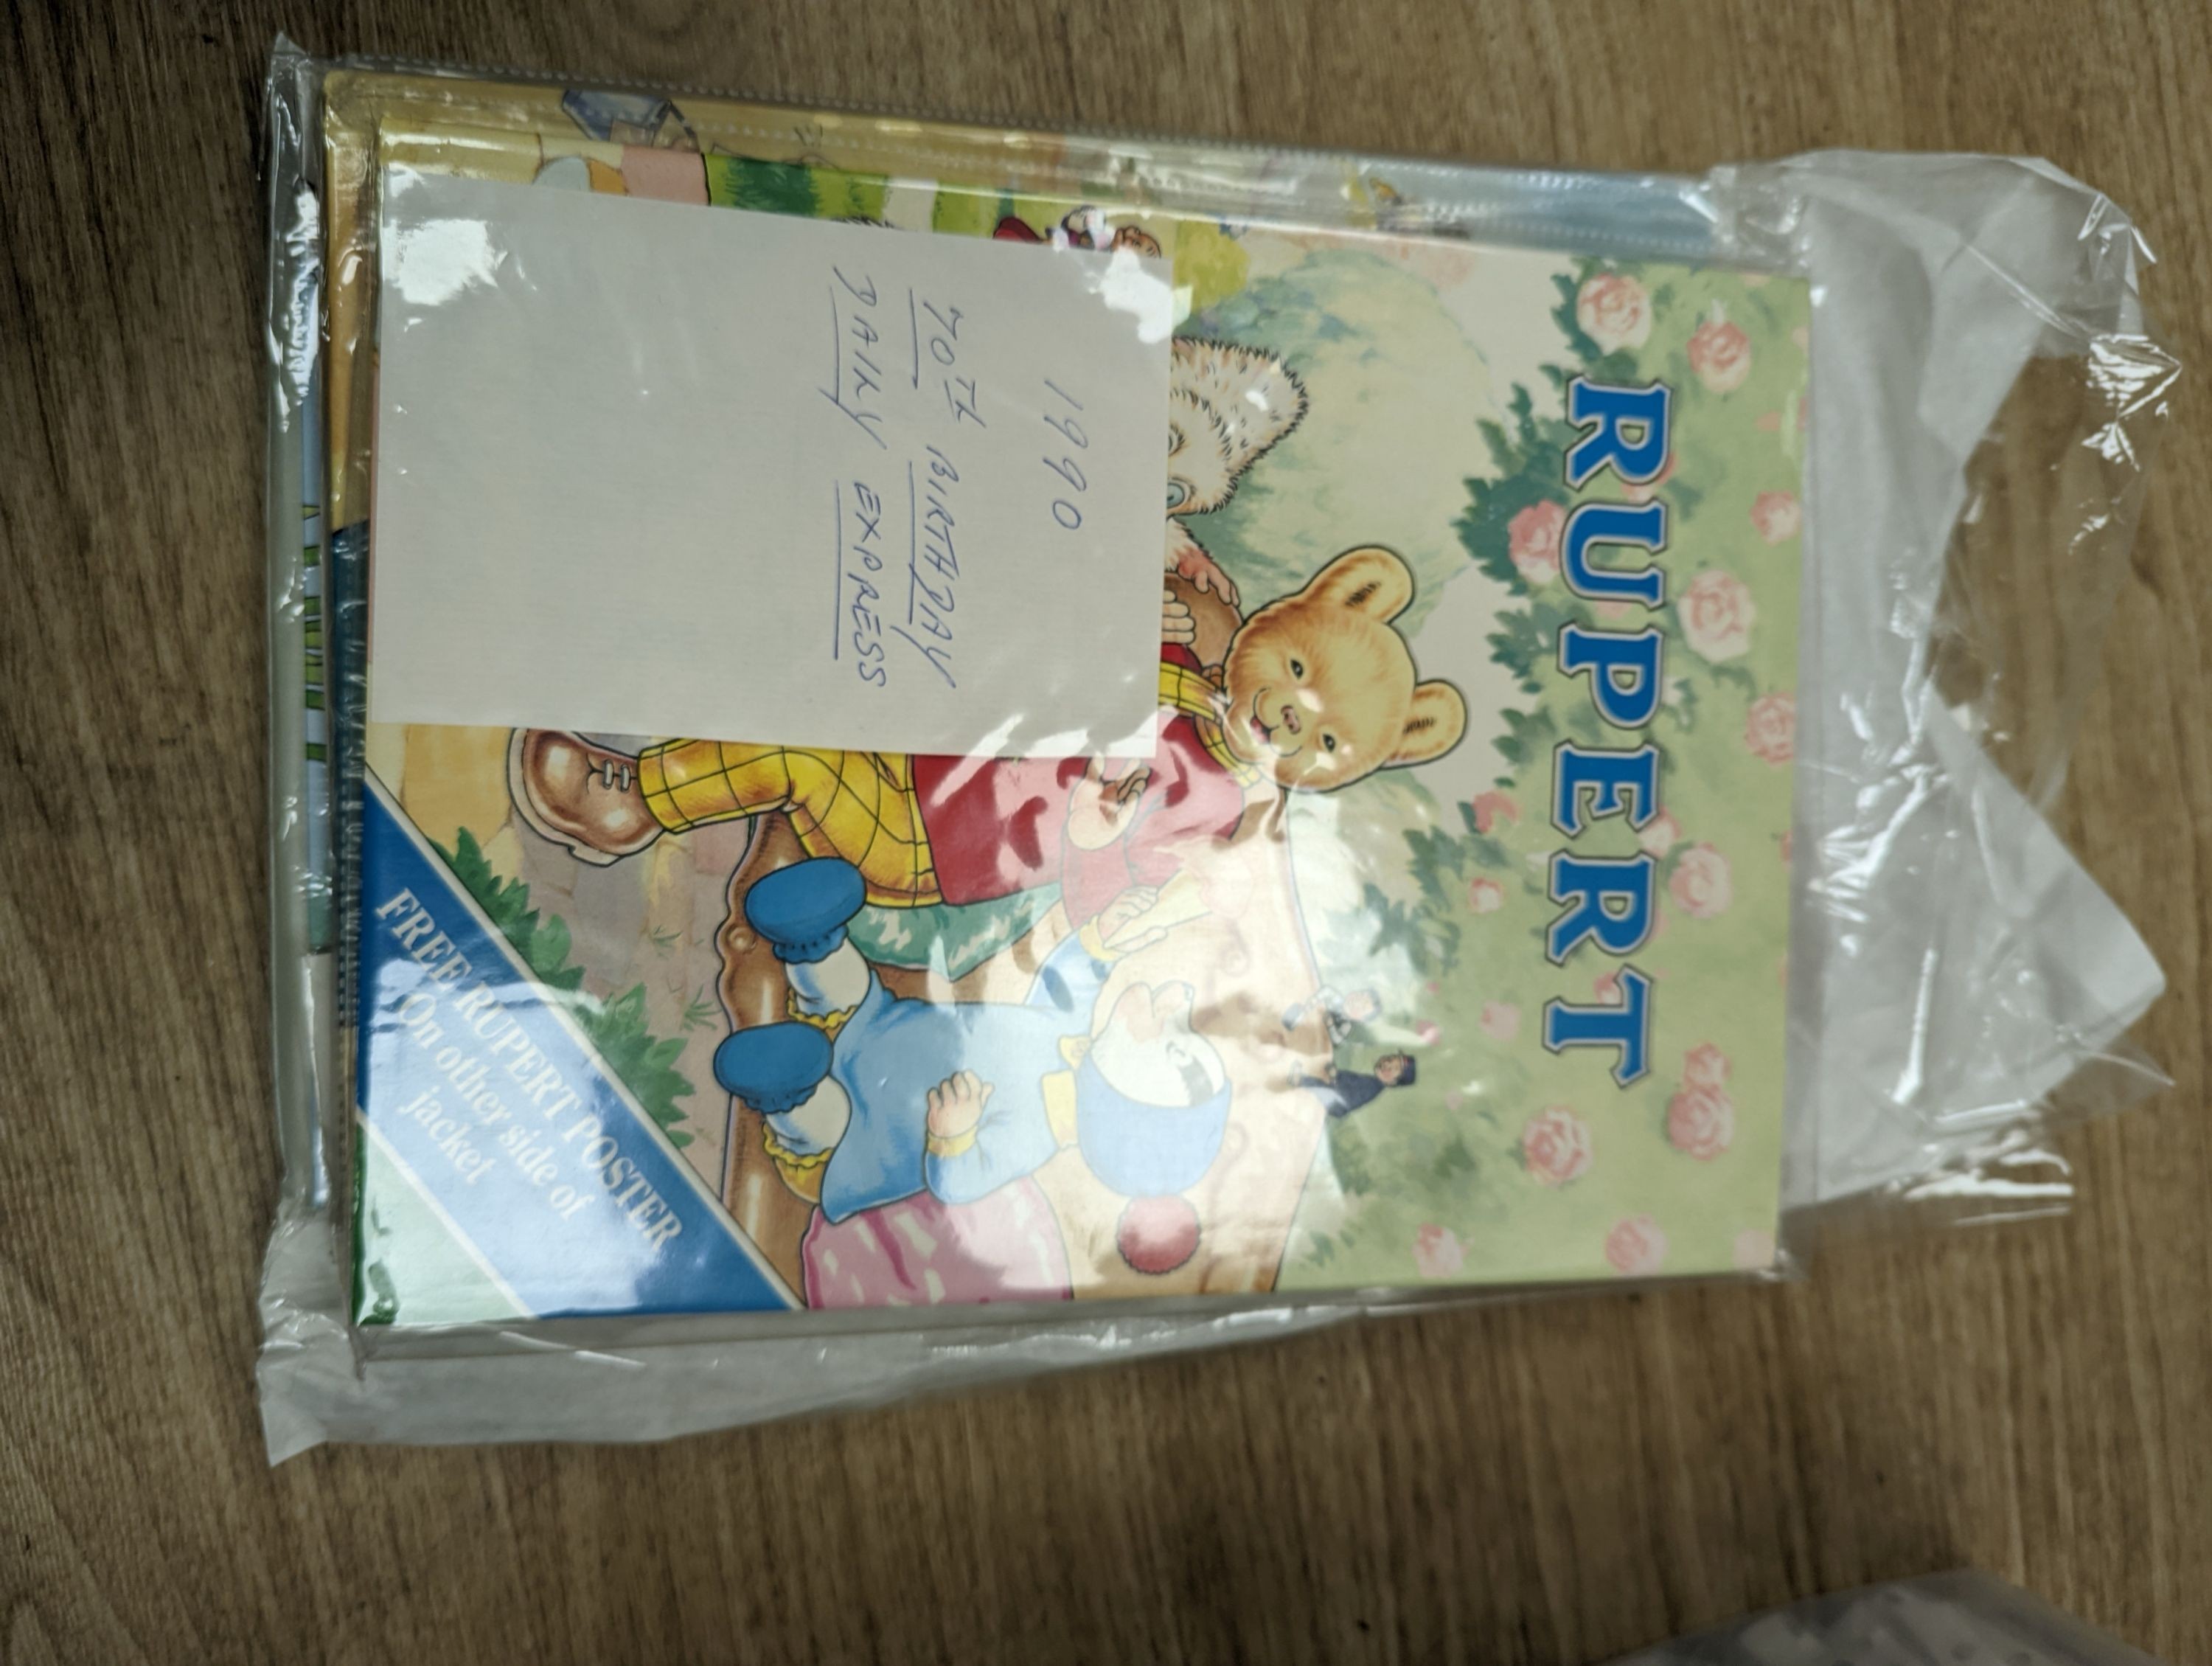 RUPERT
1990
70TH BIRTHDAY
DAILY EXPRESS
FREE RUPERT POSTER
On other side of
jacket